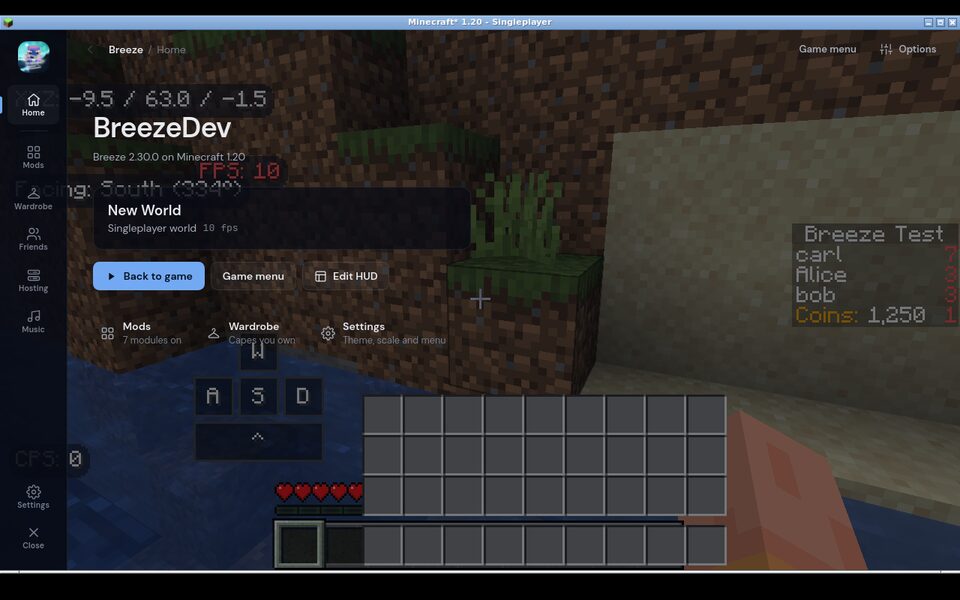 Minecraft* 1.20 - Singleplayer
Breeze / Home
Game menu
Options
-9.5 / 63.0 / -1.5
Home
BreezeDev
Breeze 2.30.0 on Minecraft 1.20
Mods
FPS: 10
Facing: South (334°)
Wardrobe
New World
Singleplayer world 10 fps
Friends
Breeze Test
carl
Alice
bob
Coins: 1,250 1
Back to game
Game menu
Edit HUD
Hosting
Music
Mods
7 modules on
Wardrobe
Capes you own
Settings
Theme, scale and menu
W
A S D
^
CPS: 0
Settings
Close